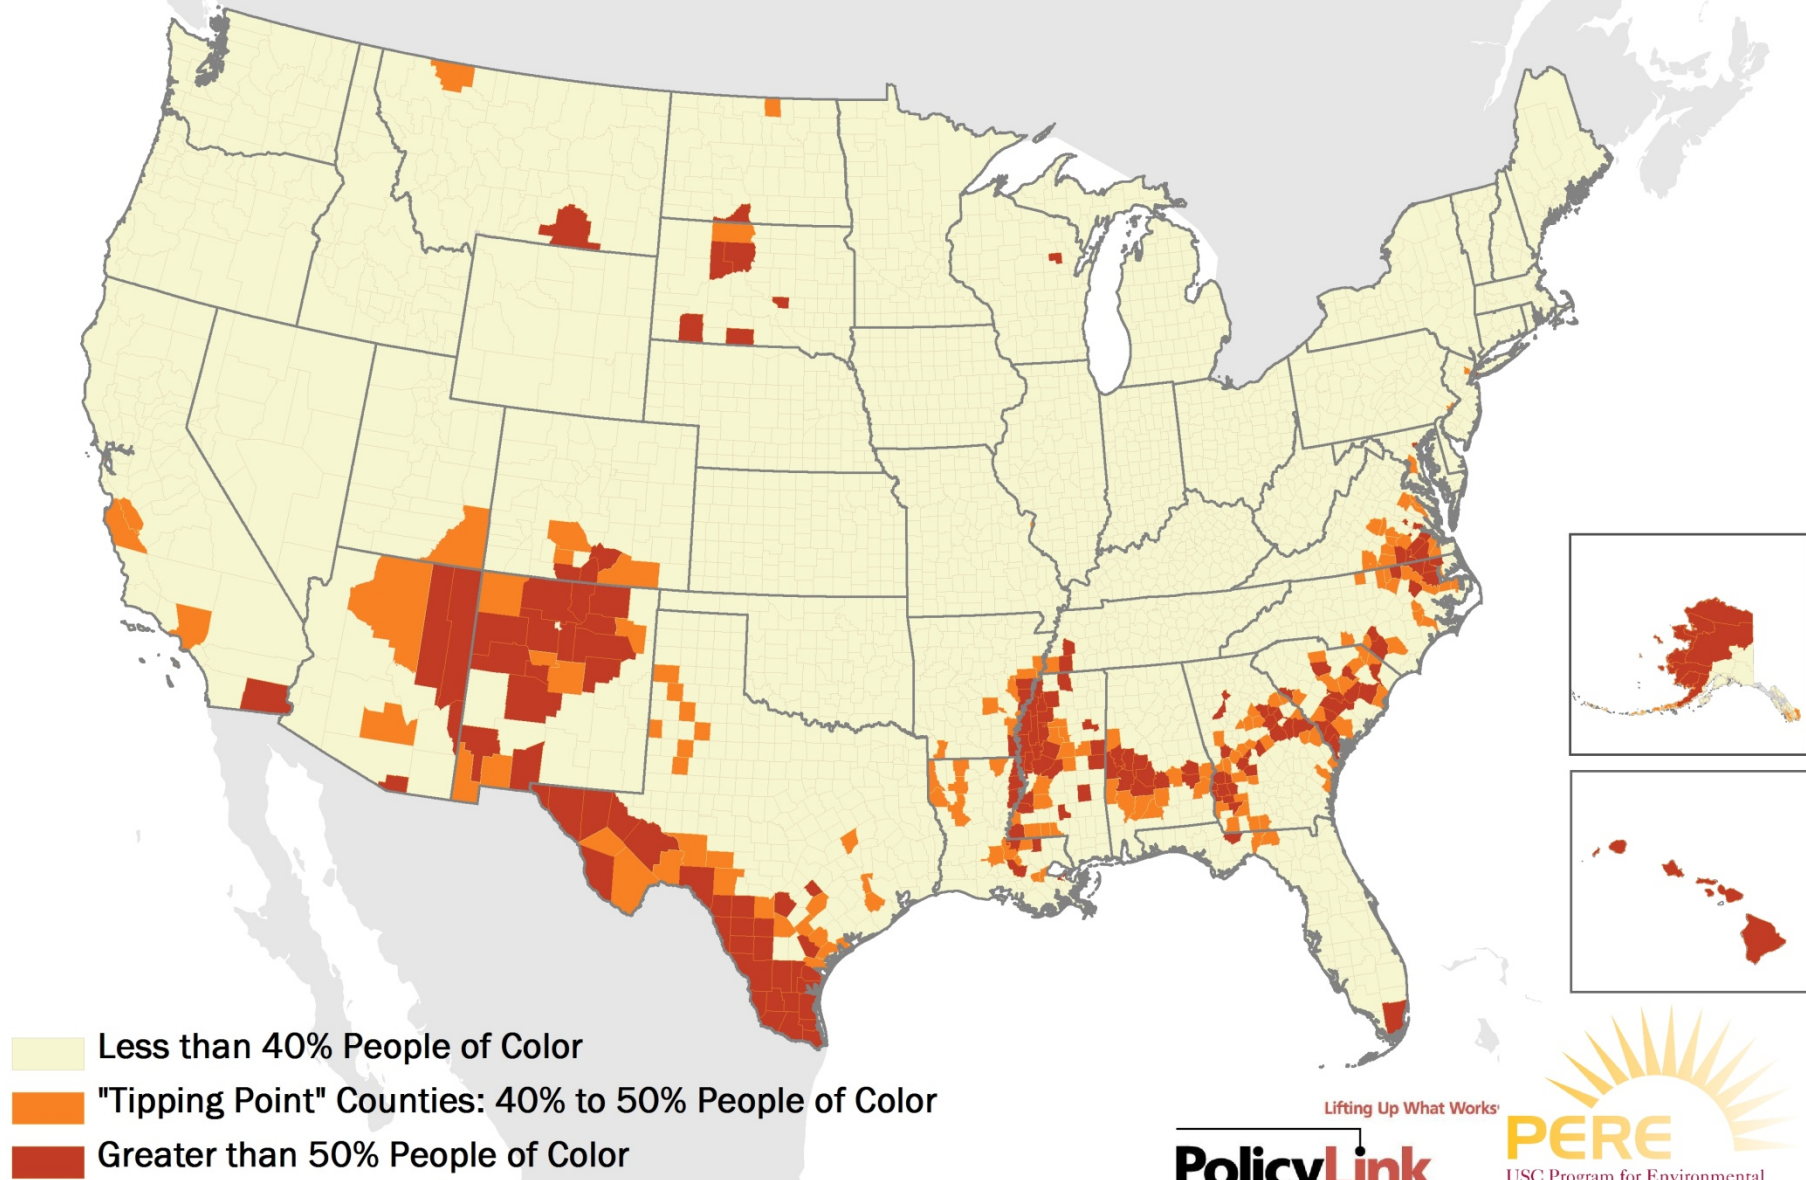 Less than 40% People of Color
"Tipping Point" Counties: 40% to 50% People of Color
Greater than 50% People of Color
Lifting Up What Works
PolicyLink
PERE
USC Program for Environmental